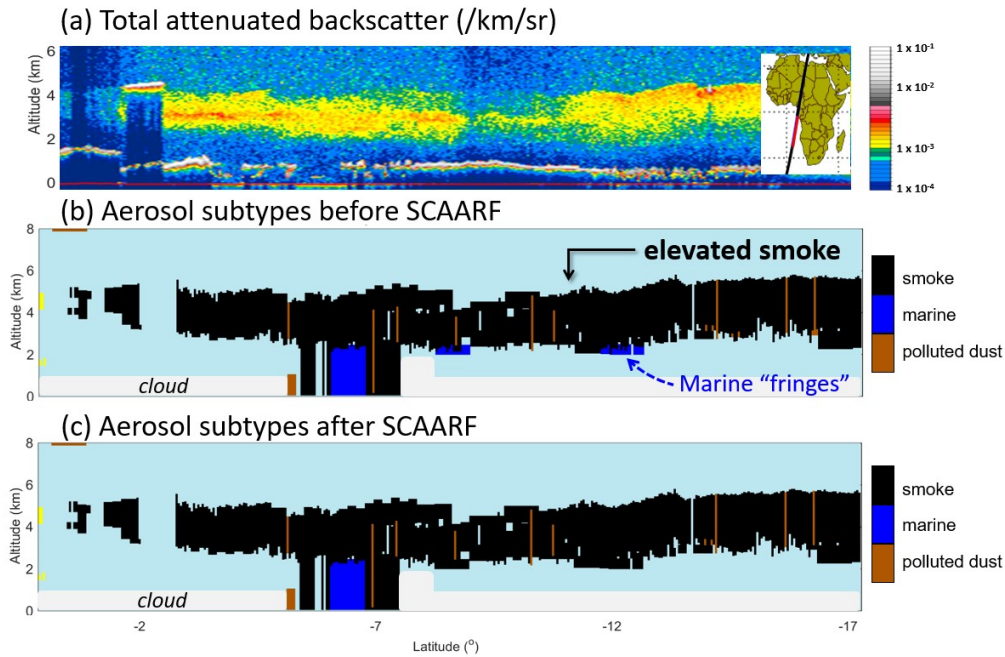 (a) Total attenuated backscatter (/km/sr)
6
4
2
0
Altitude (km)
1 x 10⁻¹
1 x 10⁻²
1 x 10⁻³
1 x 10⁻⁴
(b) Aerosol subtypes before SCAARF
8
6
4
2
0
Altitude (km)
elevated smoke
cloud
Marine "fringes"
smoke
marine
polluted dust
(c) Aerosol subtypes after SCAARF
8
6
4
2
0
Altitude (km)
cloud
smoke
marine
polluted dust
-2
-7
-12
-17
Latitude (°)